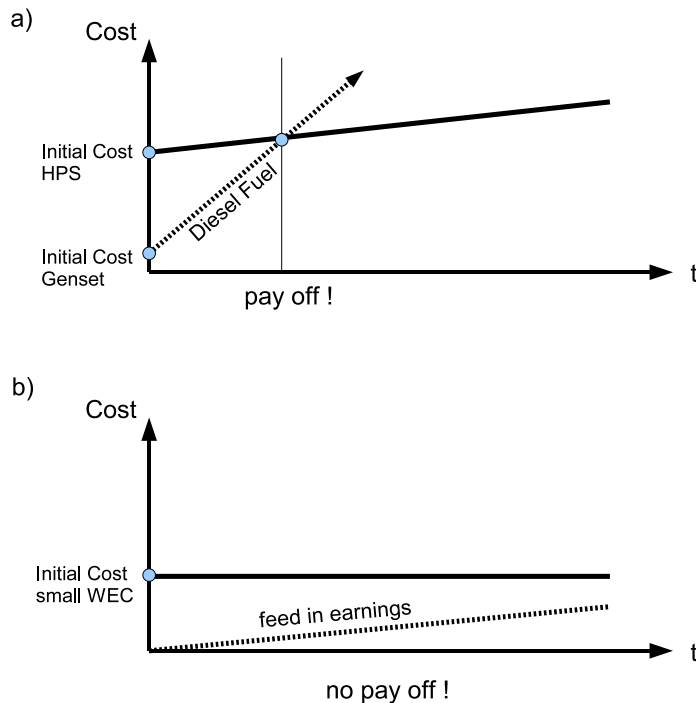 a)
Cost
Initial Cost
HPS
Diesel Fuel
Initial Cost
Genset
t
pay off !
b)
Cost
Initial Cost
small WEC
feed in earnings
t
no pay off !